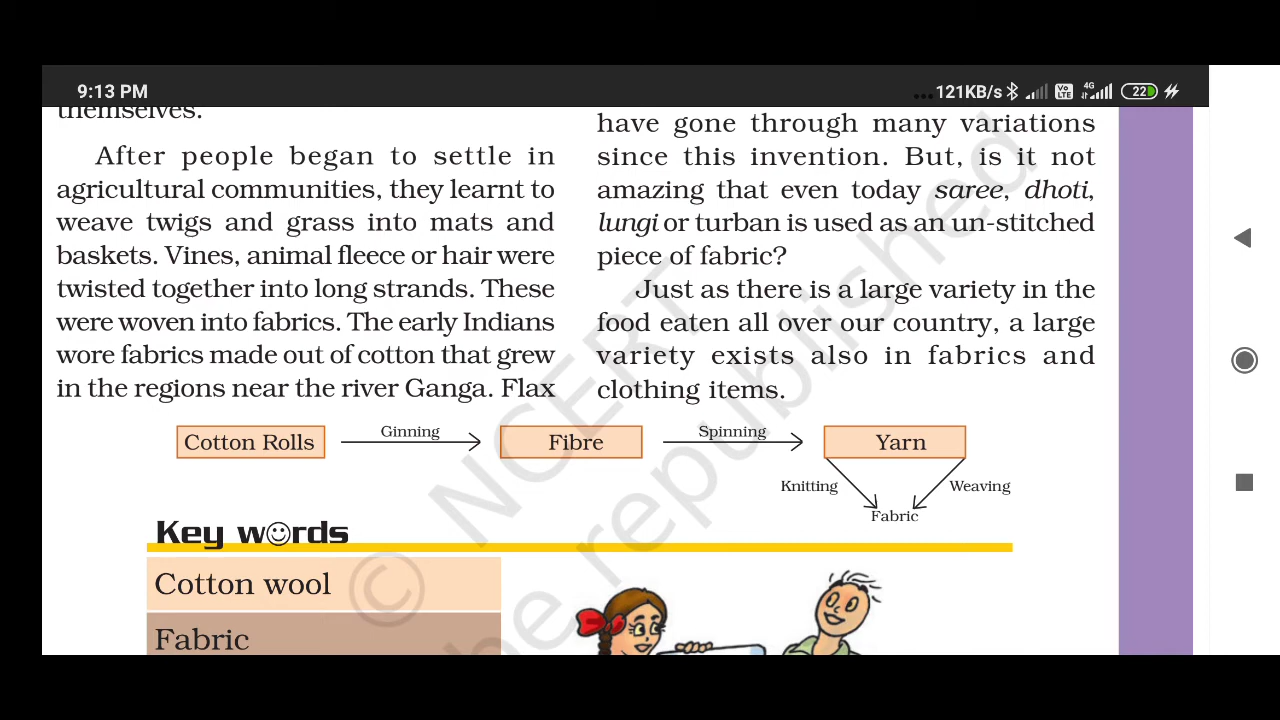 9:13 PM
...121KB/s Vo LTE 4G 22
themselves.
After people began to settle in
agricultural communities, they learnt to
weave twigs and grass into mats and
baskets. Vines, animal fleece or hair were
twisted together into long strands. These
were woven into fabrics. The early Indians
wore fabrics made out of cotton that grew
in the regions near the river Ganga. Flax
have gone through many variations
since this invention. But, is it not
amazing that even today saree, dhoti,
lungi or turban is used as an un-stitched
piece of fabric?
Just as there is a large variety in the
food eaten all over our country, a large
variety exists also in fabrics and
clothing items.
Cotton Rolls Ginning Fibre Spinning Yarn
Knitting Weaving
Fabric
Key words
Cotton wool
Fabric
© NCERT
be republished